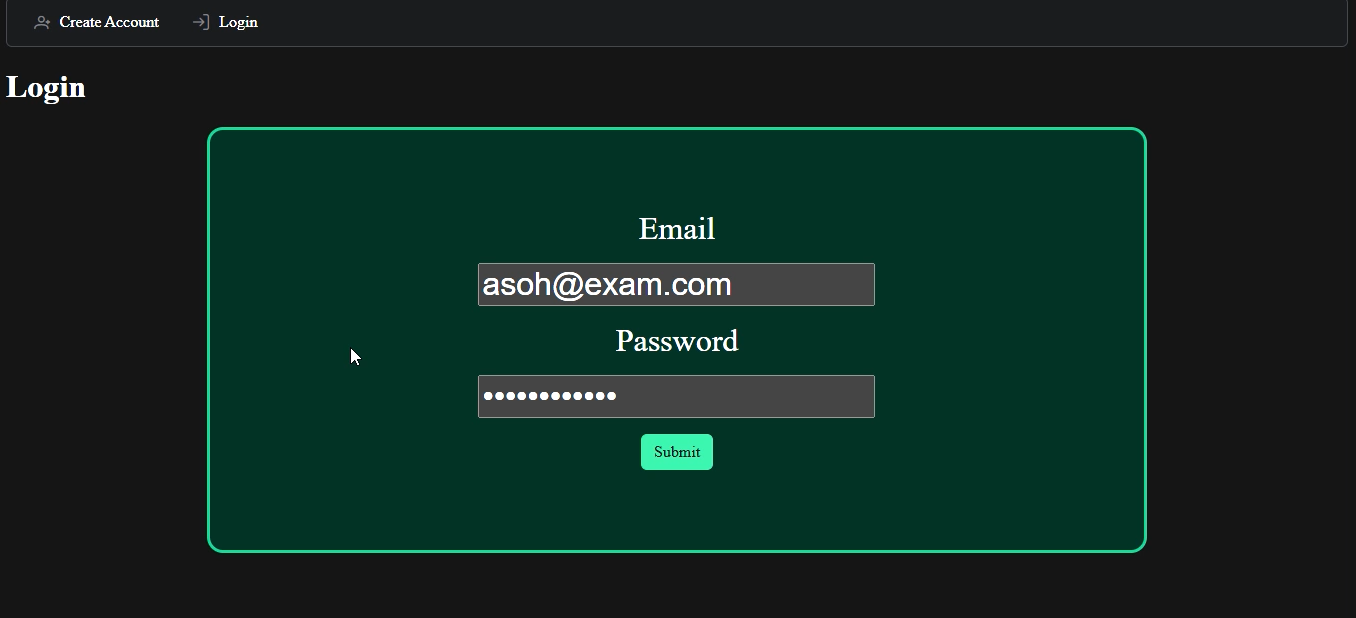 Create Account Login
Login
Email
asoh@exam.com
Password
••••••••••••
Submit